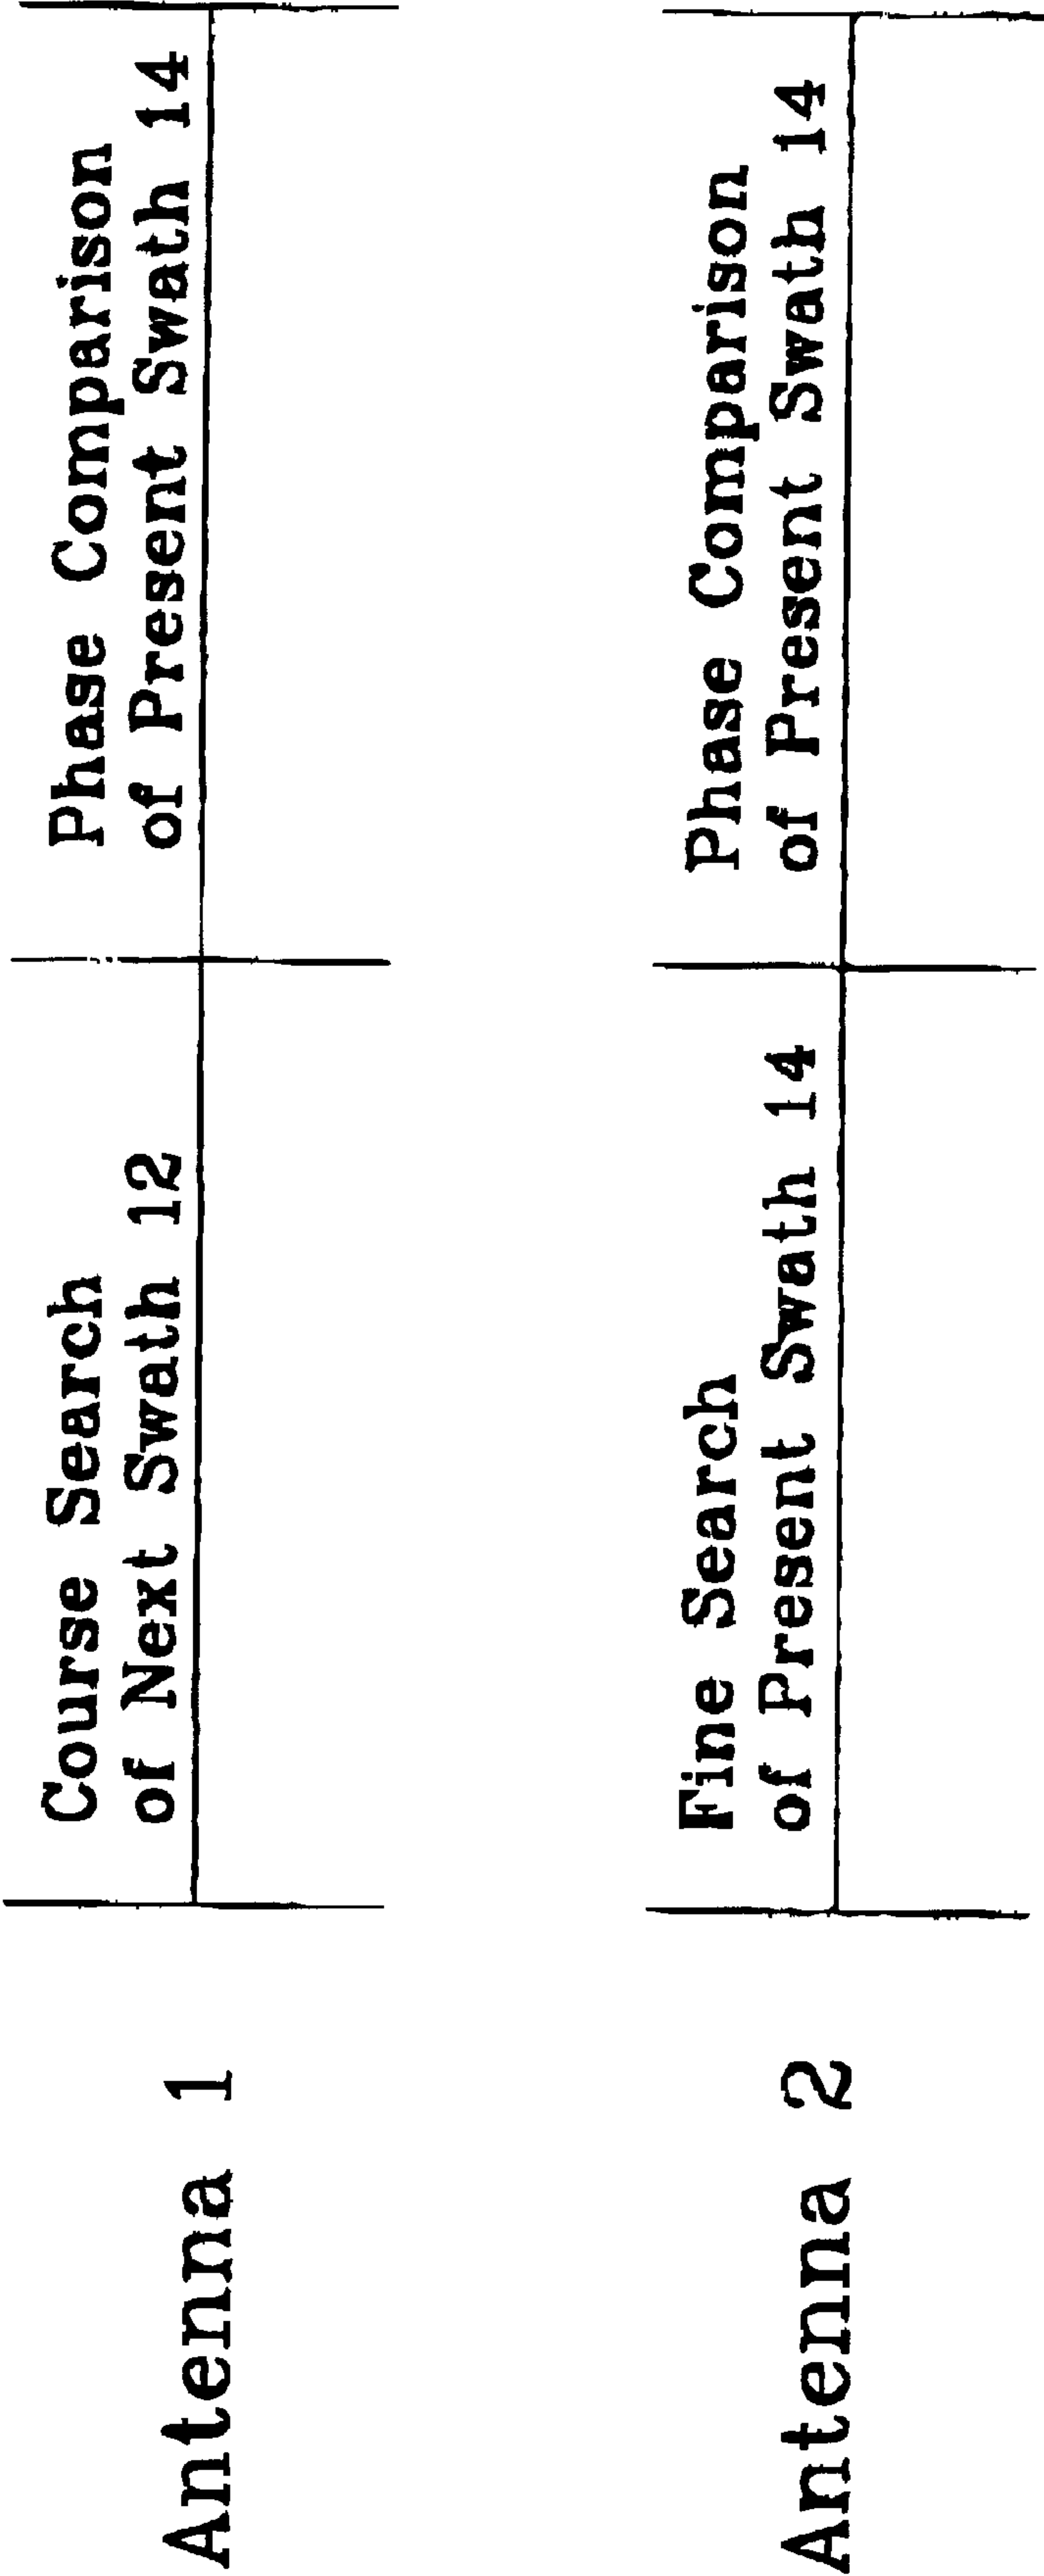 Antenna 1
Course Search
of Next Swath 12
Phase Comparison
of Present Swath 14
Antenna 2
Fine Search
of Present Swath 14
Phase Comparison
of Present Swath 14